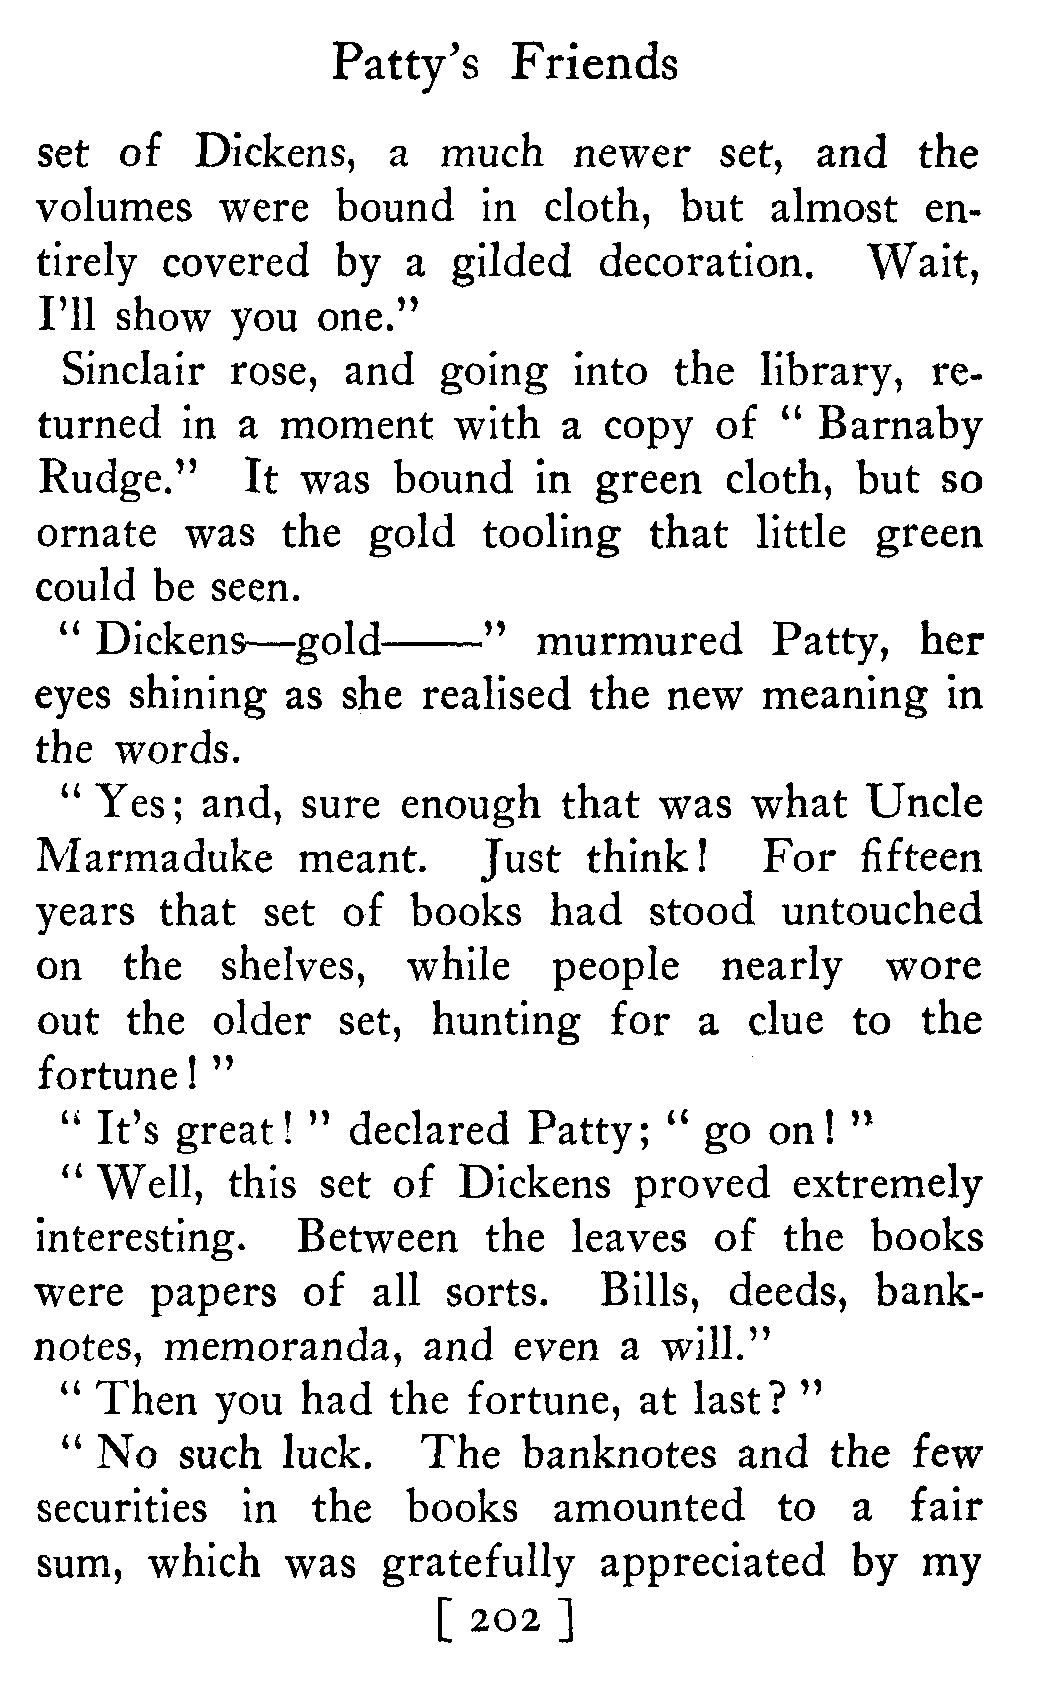 Patty's Friends
set of Dickens, a much newer set, and the
volumes were bound in cloth, but almost en-
tirely covered by a gilded decoration. Wait,
I'll show you one."
Sinclair rose, and going into the library, re-
turned in a moment with a copy of " Barnaby
Rudge." It was bound in green cloth, but so
ornate was the gold tooling that little green
could be seen.
" Dickens—gold——" murmured Patty, her
eyes shining as she realised the new meaning in
the words.
" Yes; and, sure enough that was what Uncle
Marmaduke meant. Just think! For fifteen
years that set of books had stood untouched
on the shelves, while people nearly wore
out the older set, hunting for a clue to the
fortune! "
" It's great! " declared Patty; " go on! "
" Well, this set of Dickens proved extremely
interesting. Between the leaves of the books
were papers of all sorts. Bills, deeds, bank-
notes, memoranda, and even a will."
" Then you had the fortune, at last? "
" No such luck. The banknotes and the few
securities in the books amounted to a fair
sum, which was gratefully appreciated by my
[ 202 ]